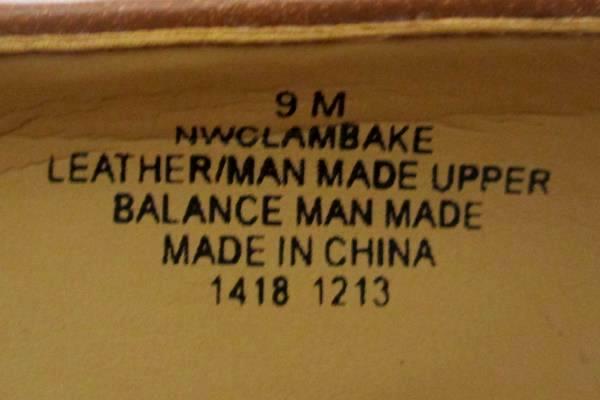 9 M
NWCLAMBAKE
LEATHER/MAN MADE UPPER
BALANCE MAN MADE
MADE IN CHINA
1418 1213